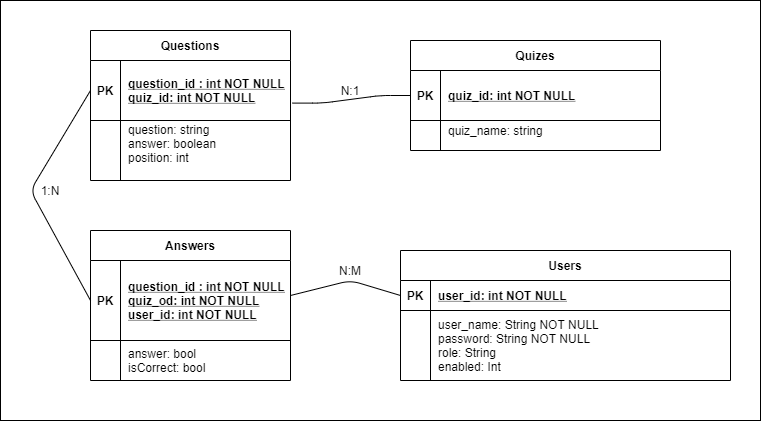 Questions
PK
question_id : int NOT NULL
quiz_id: int NOT NULL
question: string
answer: boolean
position: int
N:1
Quizes
PK
quiz_id: int NOT NULL
quiz_name: string
1:N
Answers
PK
question_id : int NOT NULL
quiz_od: int NOT NULL
user_id: int NOT NULL
answer: bool
isCorrect: bool
N:M
Users
PK
user_id: int NOT NULL
user_name: String NOT NULL
password: String NOT NULL
role: String
enabled: Int